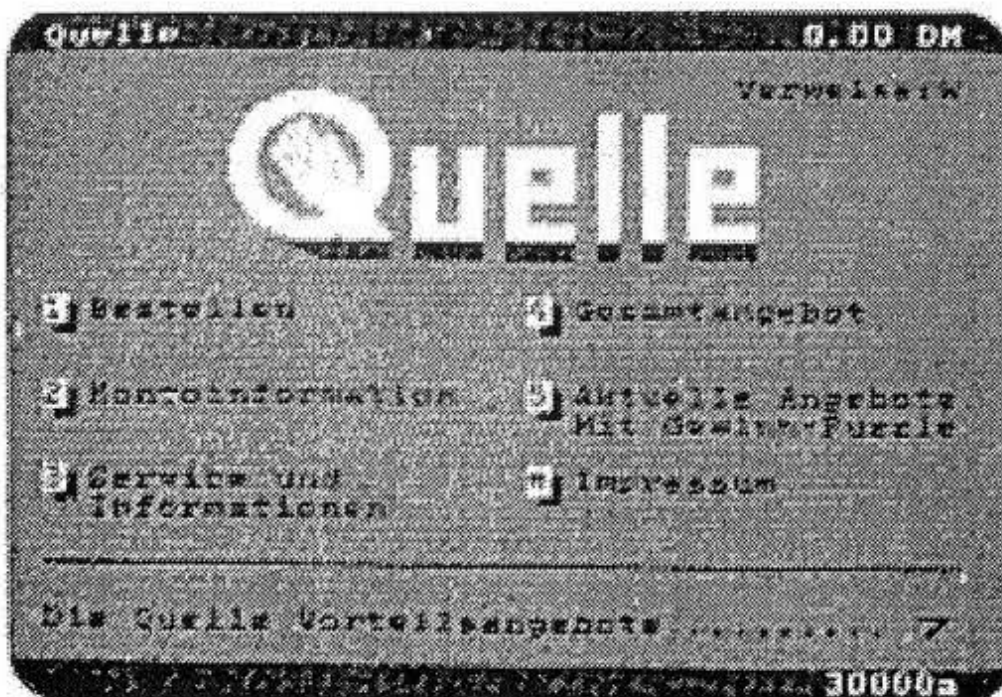 Quelle 0.00 DM
Verweise:W
Quelle
1 Bestellen
2 Kontoinformation
3 Service und
Informationen
4 Gesamtangebot
5 Aktuelle Angebote
Mit Gewinn-Puzzle
# Impressum
Die Quelle Vorteilsangebote.......... 7
30000a